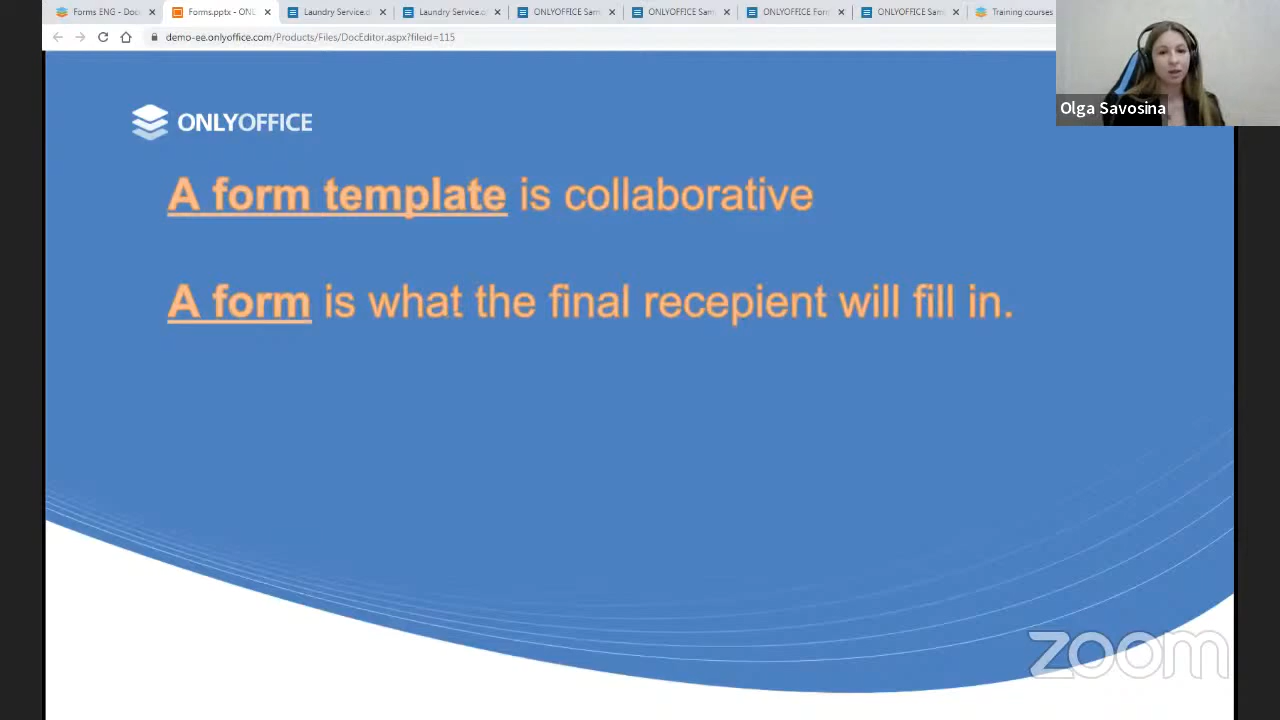 Forms ENG - Doc
Forms.pptx - ONL
Laundry Service.d
Laundry Service.o
ONLYOFFICE Sam
ONLYOFFICE Sam
ONLYOFFICE For
ONLYOFFICE Sam
Training courses
demo-ee.onlyoffice.com/Products/Files/DocEditor.aspx?fileid=115
Olga Savosina
ONLYOFFICE
A form template is collaborative
A form is what the final recepient will fill in.
zoom